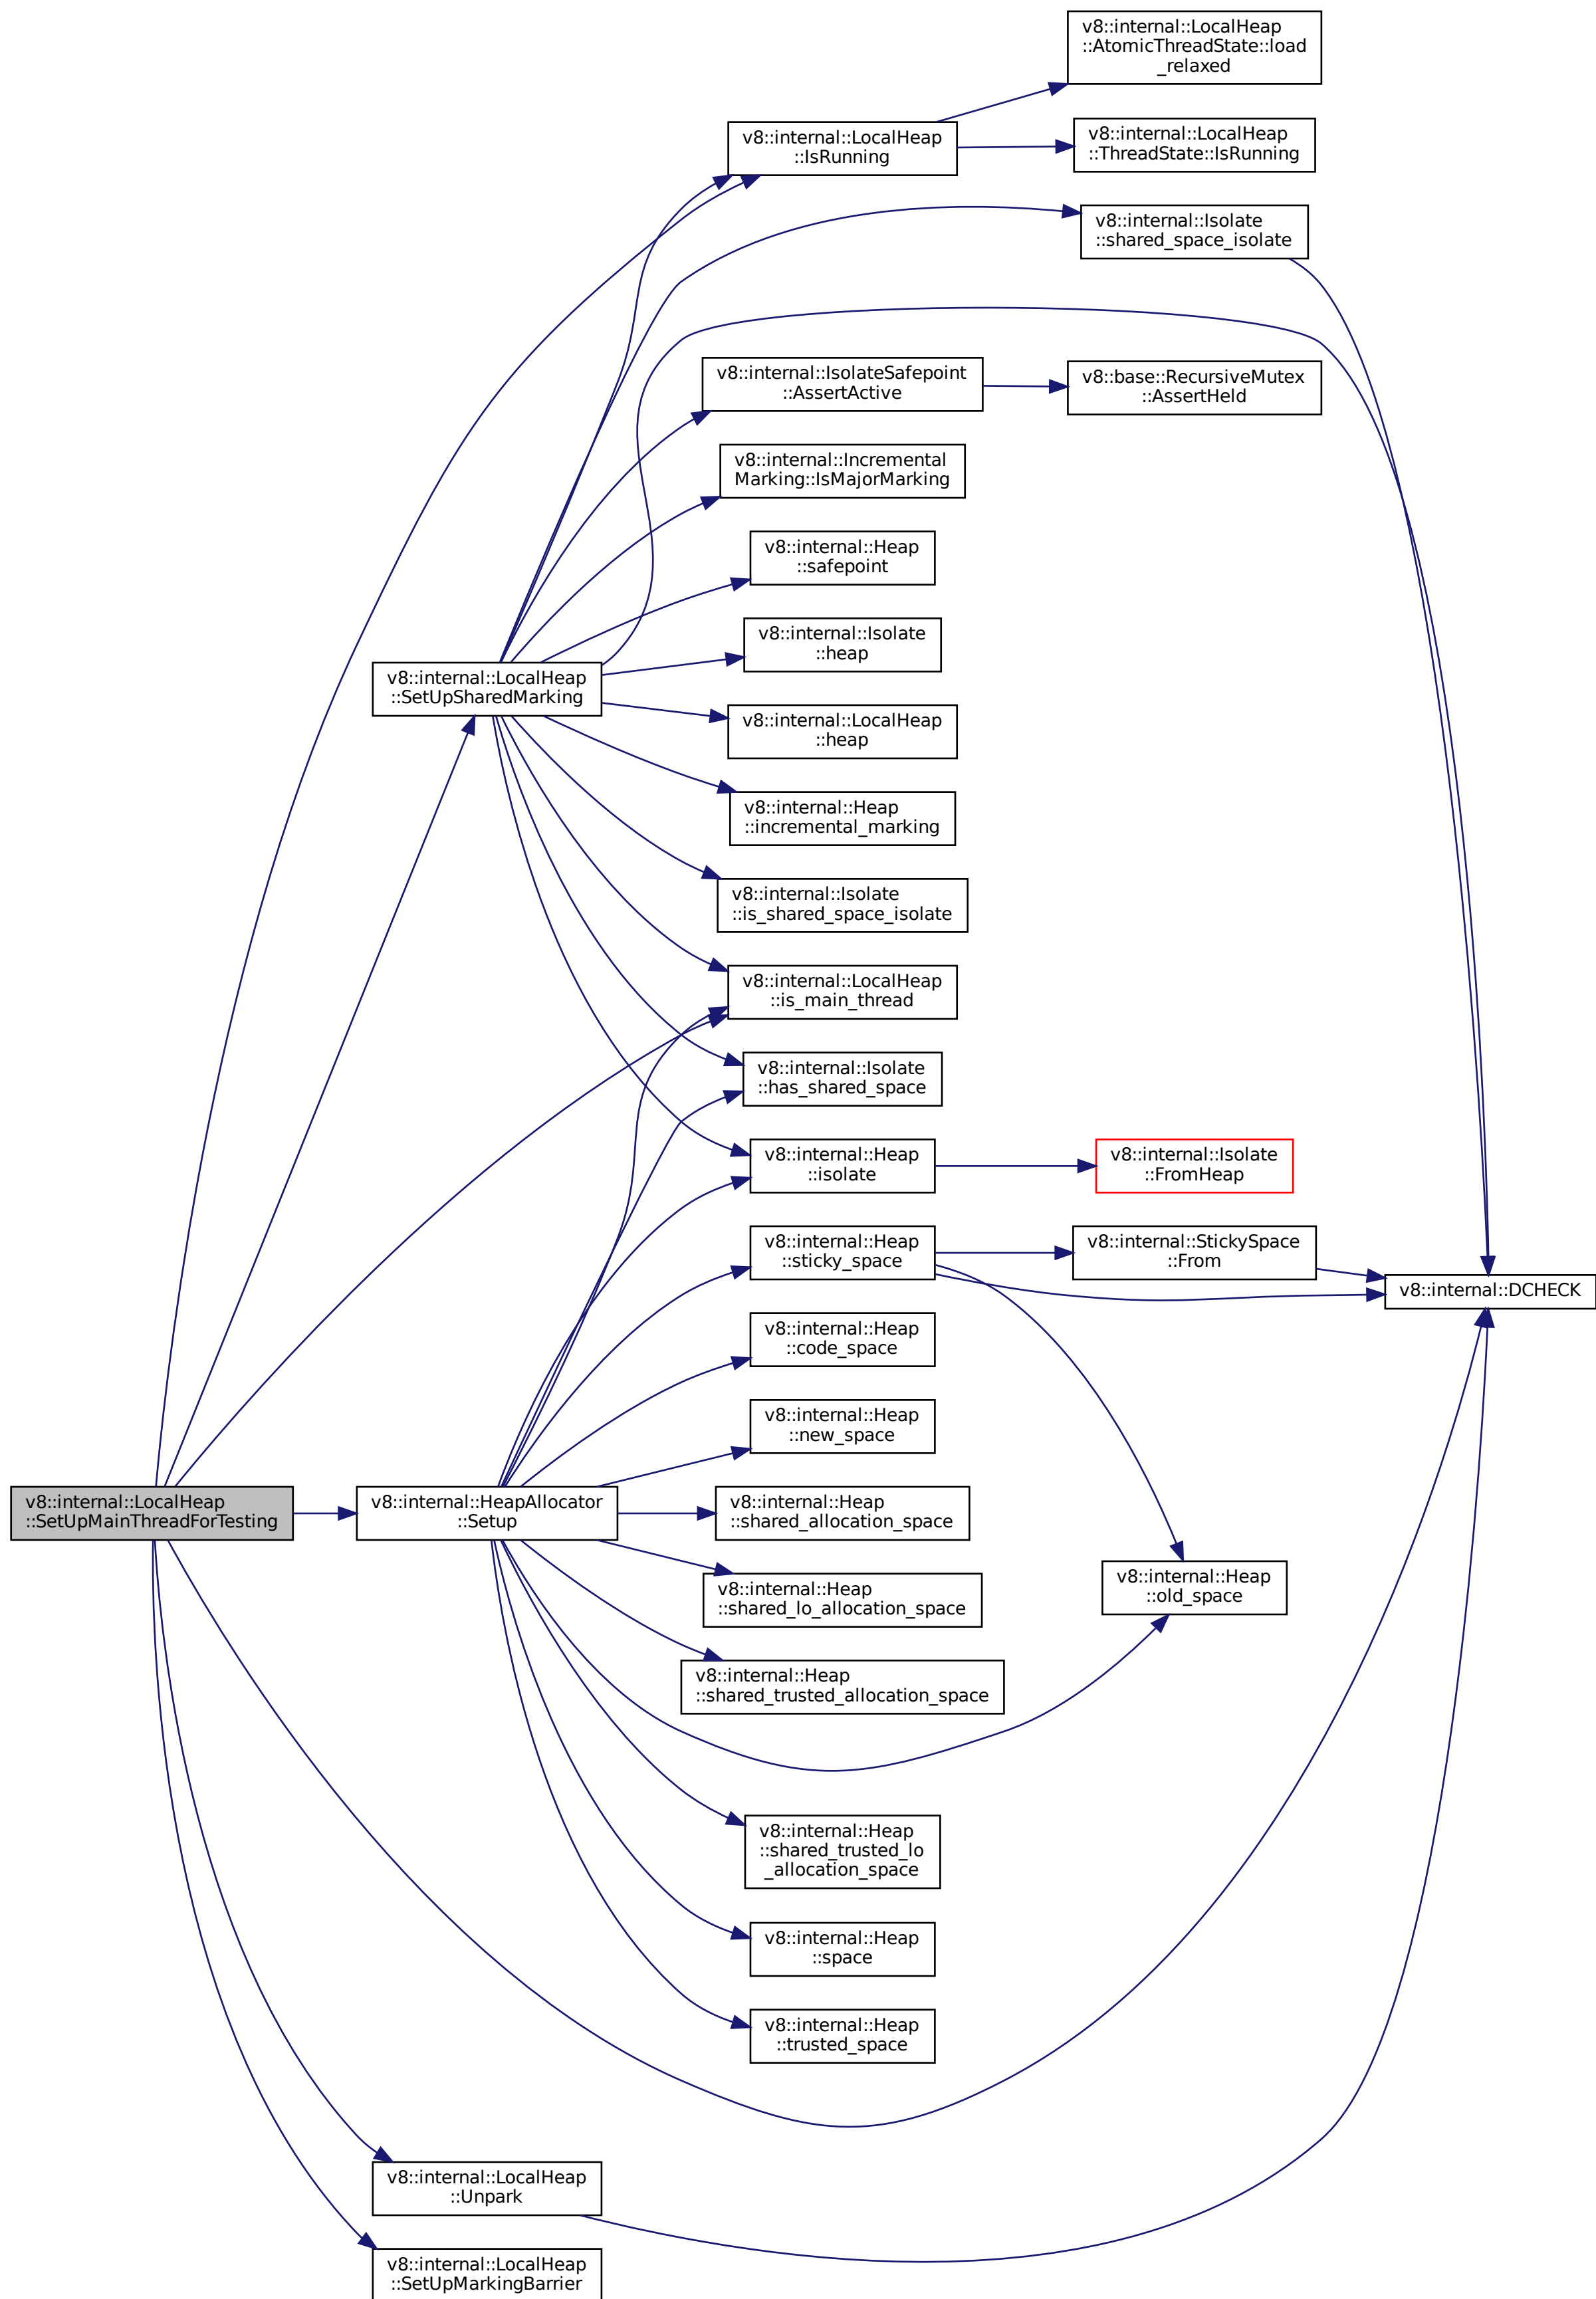 v8::internal::LocalHeap
::AtomicThreadState::load
_relaxed
v8::internal::LocalHeap
::IsRunning
v8::internal::LocalHeap
::ThreadState::IsRunning
v8::internal::Isolate
::shared_space_isolate
v8::internal::IsolateSafepoint
::AssertActive
v8::base::RecursiveMutex
::AssertHeld
v8::internal::Incremental
Marking::IsMajorMarking
v8::internal::Heap
::safepoint
v8::internal::Isolate
::heap
v8::internal::LocalHeap
::SetUpSharedMarking
v8::internal::LocalHeap
::heap
v8::internal::Heap
::incremental_marking
v8::internal::Isolate
::is_shared_space_isolate
v8::internal::LocalHeap
::is_main_thread
v8::internal::Isolate
::has_shared_space
v8::internal::Heap
::isolate
v8::internal::Isolate
::FromHeap
v8::internal::Heap
::sticky_space
v8::internal::StickySpace
::From
v8::internal::DCHECK
v8::internal::Heap
::code_space
v8::internal::Heap
::new_space
v8::internal::LocalHeap
::SetUpMainThreadForTesting
v8::internal::HeapAllocator
::Setup
v8::internal::Heap
::shared_allocation_space
v8::internal::Heap
::shared_lo_allocation_space
v8::internal::Heap
::old_space
v8::internal::Heap
::shared_trusted_allocation_space
v8::internal::Heap
::shared_trusted_lo
_allocation_space
v8::internal::Heap
::space
v8::internal::Heap
::trusted_space
v8::internal::LocalHeap
::Unpark
v8::internal::LocalHeap
::SetUpMarkingBarrier